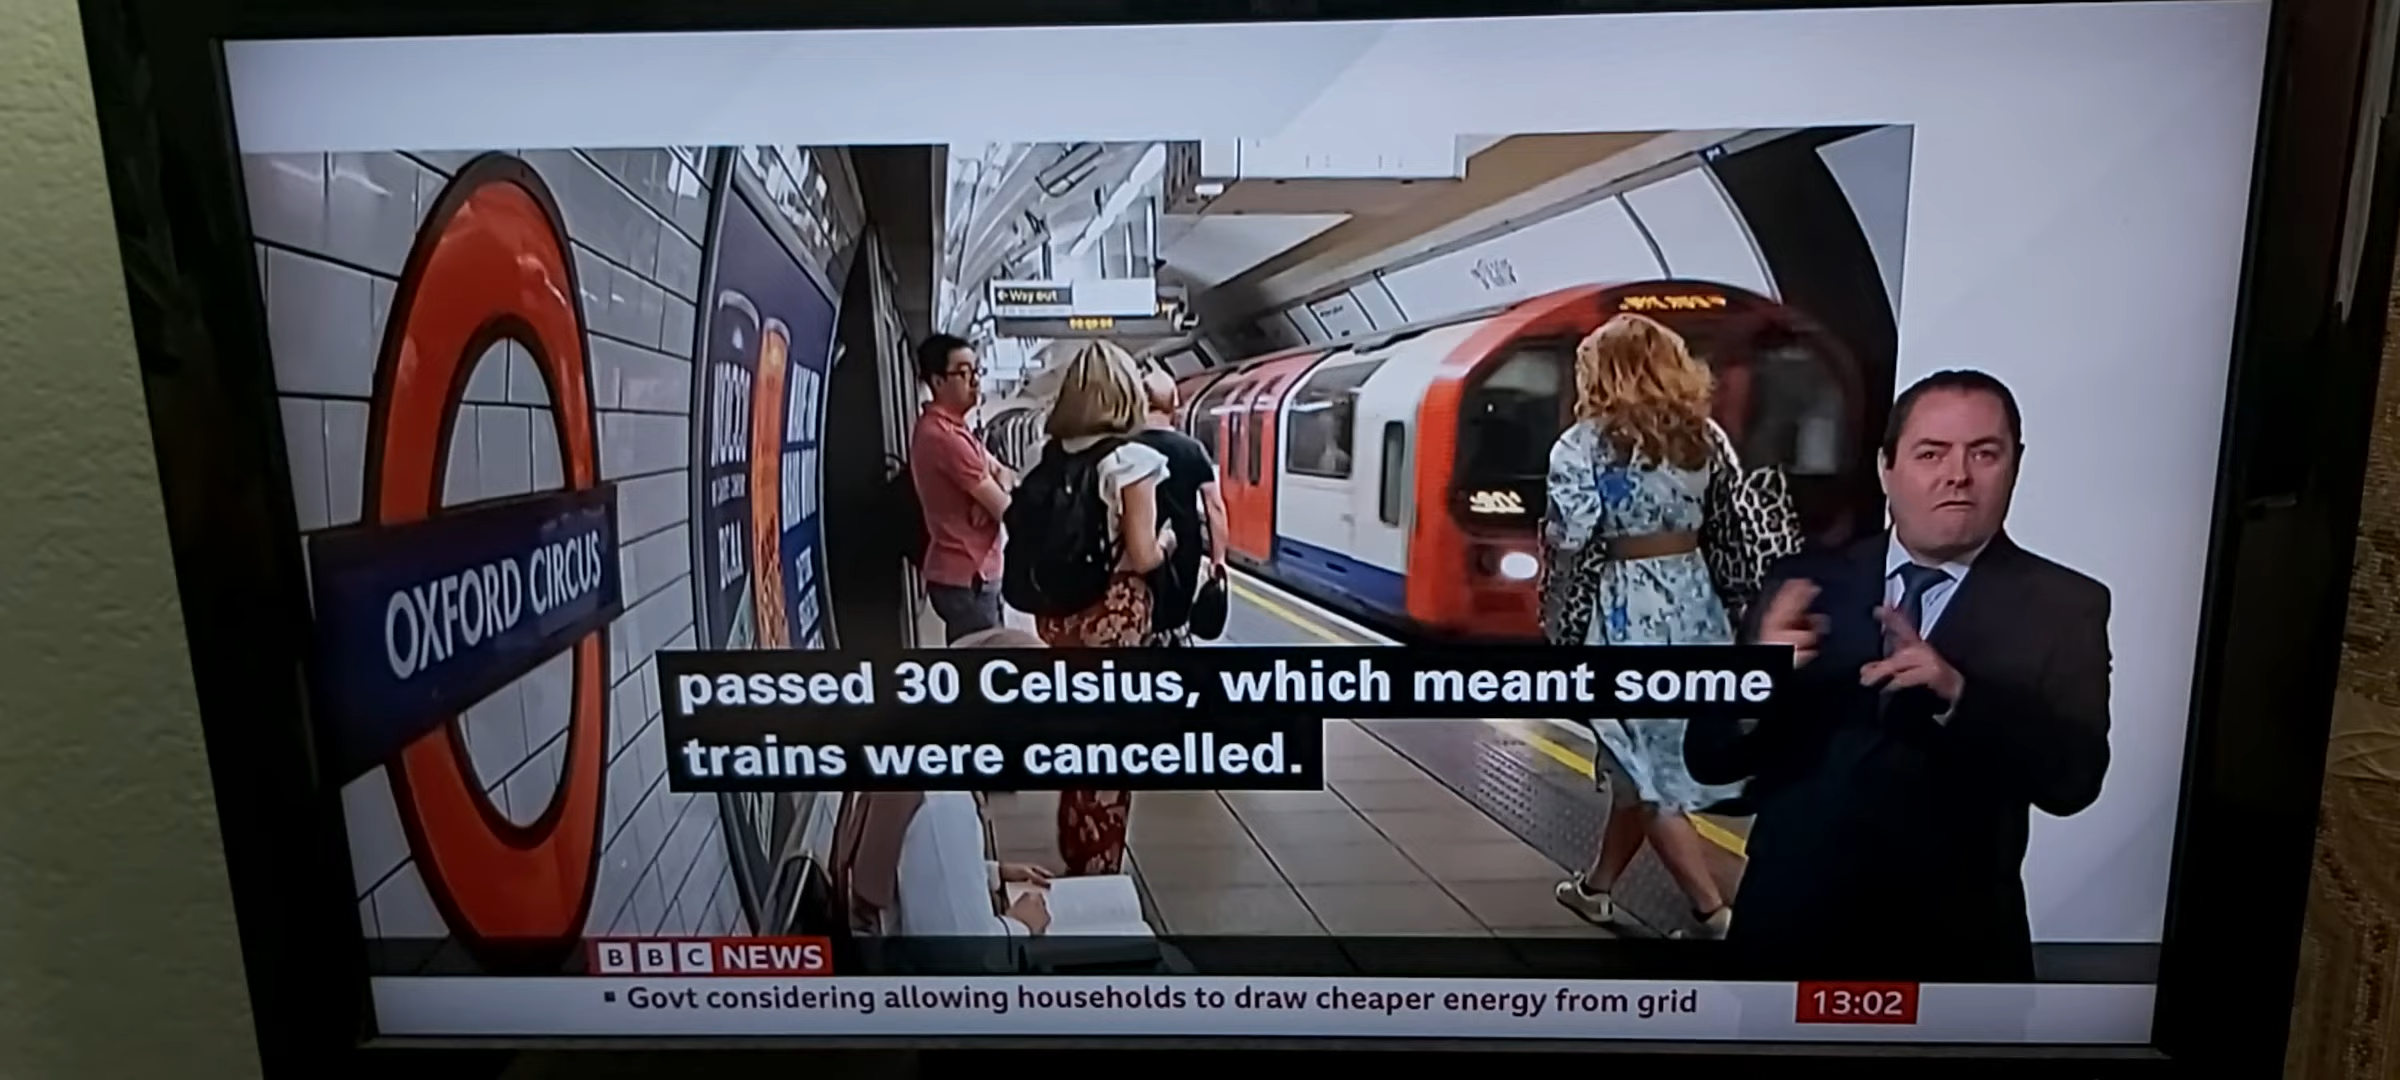 ←Way out
OXFORD CIRCUS
passed 30 Celsius, which meant some
trains were cancelled.
BBC NEWS
▪ Govt considering allowing households to draw cheaper energy from grid
13:02